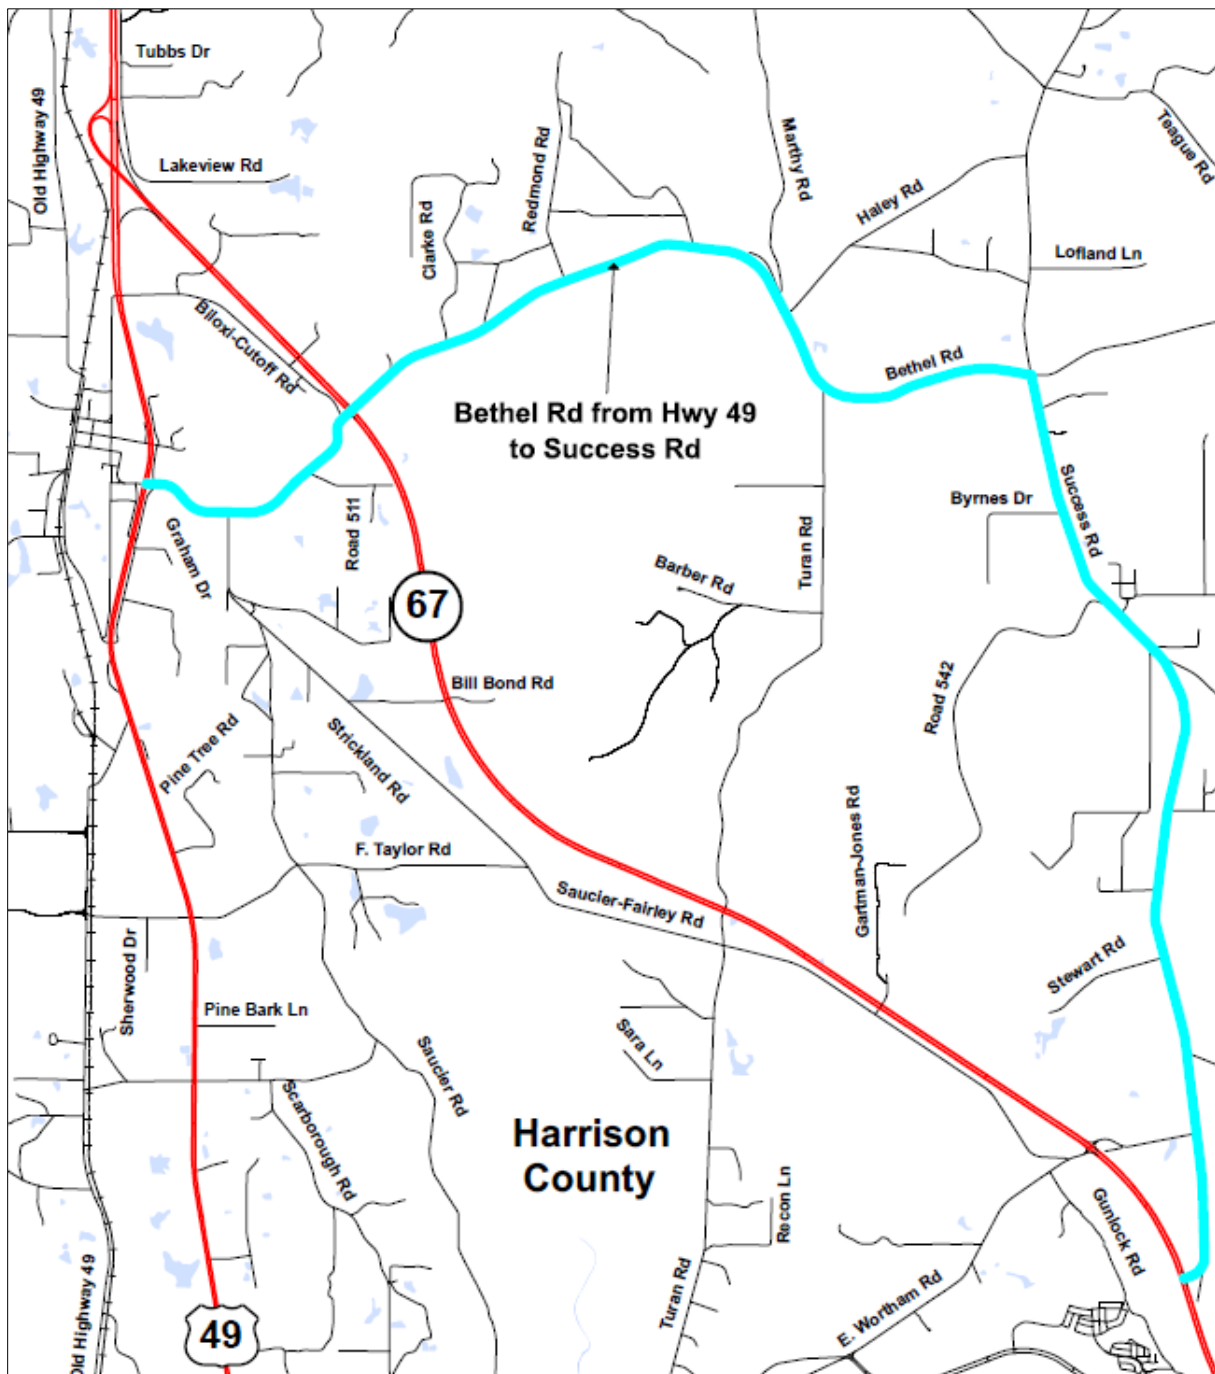 Tubbs Dr
Old Highway 49
Lakeview Rd
Clarke Rd
Redmond Rd
Marthy Rd
Haley Rd
Teague Rd
Lofland Ln
Biloxi-Cutoff Rd
Bethel Rd
Bethel Rd from Hwy 49
to Success Rd
Success Rd
Byrnes Dr
Road 511
Graham Dr
Turan Rd
Barber Rd
67
Bill Bond Rd
Road 542
Pine Tree Rd
Strickland Rd
F. Taylor Rd
Gartman-Jones Rd
Saucier-Fairley Rd
Stewart Rd
Sherwood Dr
Pine Bark Ln
Sara Ln
Saucier Rd
Scarborough Rd
Harrison
County
Recon Ln
Gunlock Rd
Turan Rd
E. Wortham Rd
Old Highway 49
49